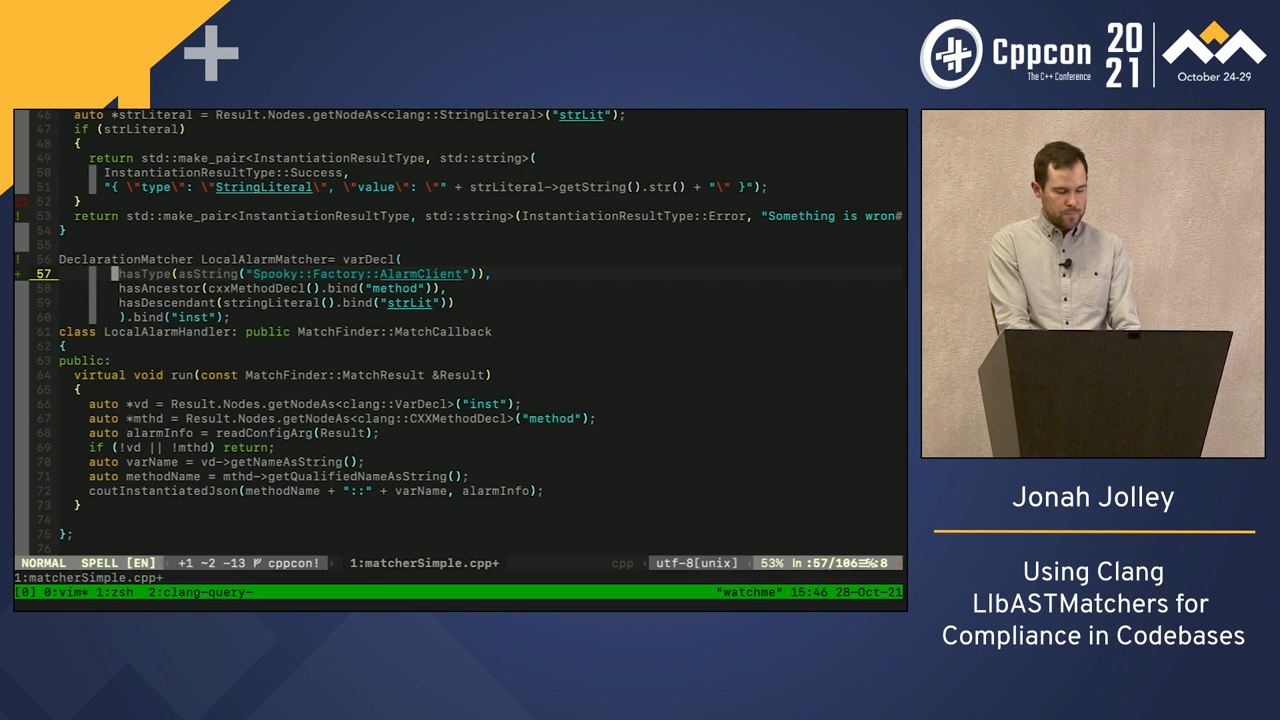 Cppcon
The C++ Conference
20
21
October 24-29
46   auto *strLiteral = Result.Nodes.getNodeAs<clang::StringLiteral>("strLit");
47   if (strLiteral)
48   {
49     return std::make_pair<InstantiationResultType, std::string>(
50       InstantiationResultType::Success,
51       "{ \"type\": \"StringLiteral\", \"value\": \"" + strLiteral->getString().str() + "\" }");
52   }
! 53   return std::make_pair<InstantiationResultType, std::string>(InstantiationResultType::Error, "Something is wron#
54 }
55
! 56 DeclarationMatcher LocalAlarmMatcher= varDecl(
+ 57         hasType(asString("Spooky::Factory::AlarmClient")),
58         hasAncestor(cxxMethodDecl().bind("method")),
59         hasDescendant(stringLiteral().bind("strLit"))
60         ).bind("inst");
61 class LocalAlarmHandler: public MatchFinder::MatchCallback
62 {
63 public:
64   virtual void run(const MatchFinder::MatchResult &Result)
65   {
66     auto *vd = Result.Nodes.getNodeAs<clang::VarDecl>("inst");
67     auto *mthd = Result.Nodes.getNodeAs<clang::CXXMethodDecl>("method");
68     auto alarmInfo = readConfigArg(Result);
69     if (!vd || !mthd) return;
70     auto varName = vd->getNameAsString();
71     auto methodName = mthd->getQualifiedNameAsString();
72     coutInstantiatedJson(methodName + "::" + varName, alarmInfo);
73   }
74
75 };
76
NORMAL SPELL [EN] +1 ~2 -13 cppcon! 1:matcherSimple.cpp+ cpp utf-8[unix] 53% ln :57/106
1:matcherSimple.cpp+
[0] 0:vim* 1:zsh 2:clang-query- "watchme" 15:46 28-Oct-21
Jonah Jolley
Using Clang
LIbASTMatchers for
Compliance in Codebases